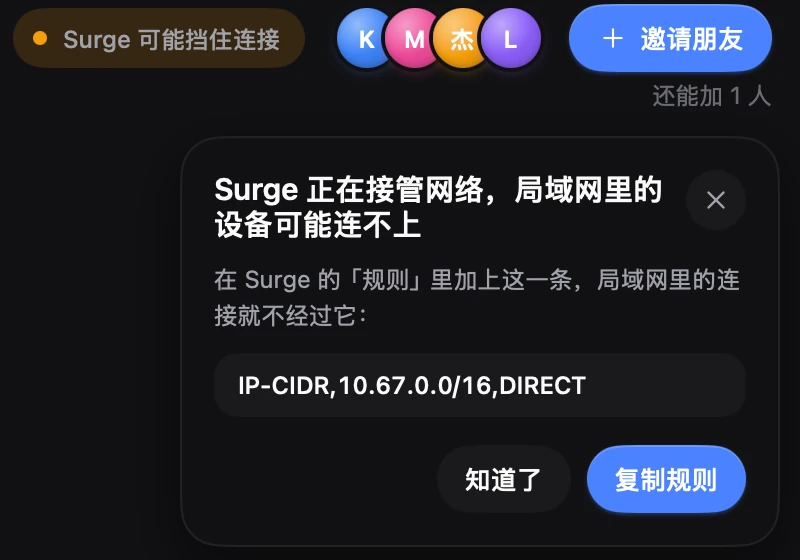 Surge 可能挡住连接
K
M
杰
L
+ 邀请朋友
还能加 1 人
Surge 正在接管网络，局域网里的
设备可能连不上
在 Surge 的「规则」里加上这一条，局域网里的连
接就不经过它：
IP-CIDR,10.67.0.0/16,DIRECT
知道了
复制规则